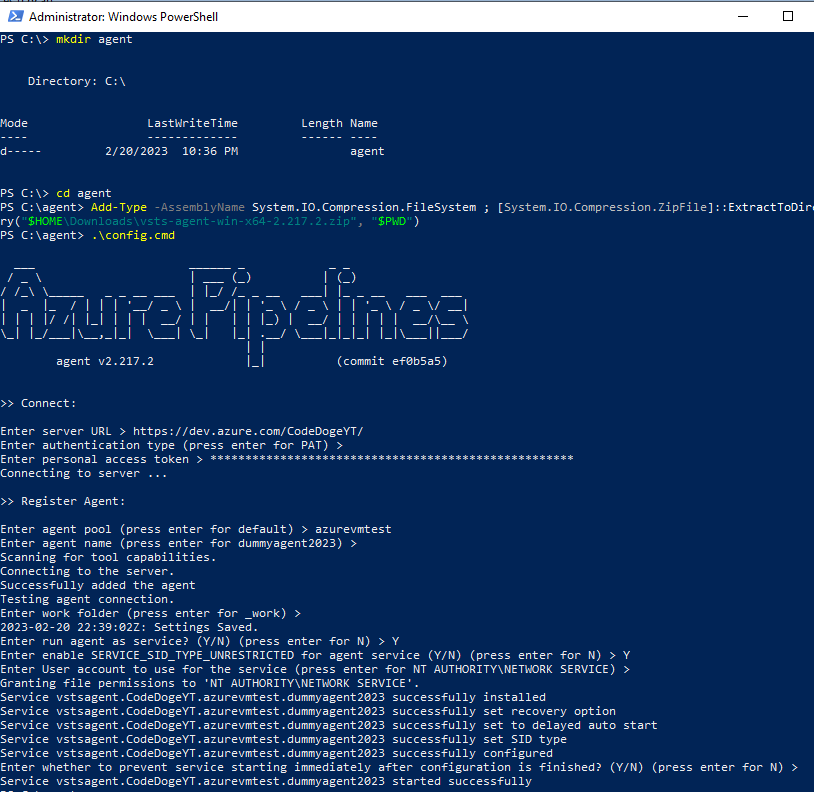 Administrator: Windows PowerShell
PS C:\> mkdir agent
    Directory: C:\
Mode                 LastWriteTime         Length Name
----                 -------------         ------ ----
d-----         2/20/2023  10:36 PM                agent
PS C:\> cd agent
PS C:\agent> Add-Type -AssemblyName System.IO.Compression.FileSystem ; [System.IO.Compression.ZipFile]::ExtractToDire
ry("$HOME\Downloads\vsts-agent-win-x64-2.217.2.zip", "$PWD")
PS C:\agent> .\config.cmd
Azure Pipelines
agent v2.217.2             (commit ef0b5a5)
>> Connect:
Enter server URL > https://dev.azure.com/CodeDogeYT/
Enter authentication type (press enter for PAT) >
Enter personal access token > ****************************************************
Connecting to server ...
>> Register Agent:
Enter agent pool (press enter for default) > azurevmtest
Enter agent name (press enter for dummyagent2023) >
Scanning for tool capabilities.
Connecting to the server.
Successfully added the agent
Testing agent connection.
Enter work folder (press enter for _work) >
2023-02-20 22:39:02Z: Settings Saved.
Enter run agent as service? (Y/N) (press enter for N) > Y
Enter enable SERVICE_SID_TYPE_UNRESTRICTED for agent service (Y/N) (press enter for N) > Y
Enter User account to use for the service (press enter for NT AUTHORITY\NETWORK SERVICE) >
Granting file permissions to 'NT AUTHORITY\NETWORK SERVICE'.
Service vstsagent.CodeDogeYT.azurevmtest.dummyagent2023 successfully installed
Service vstsagent.CodeDogeYT.azurevmtest.dummyagent2023 successfully set recovery option
Service vstsagent.CodeDogeYT.azurevmtest.dummyagent2023 successfully set to delayed auto start
Service vstsagent.CodeDogeYT.azurevmtest.dummyagent2023 successfully set SID type
Service vstsagent.CodeDogeYT.azurevmtest.dummyagent2023 successfully configured
Enter whether to prevent service starting immediately after configuration is finished? (Y/N) (press enter for N) >
Service vstsagent.CodeDogeYT.azurevmtest.dummyagent2023 started successfully